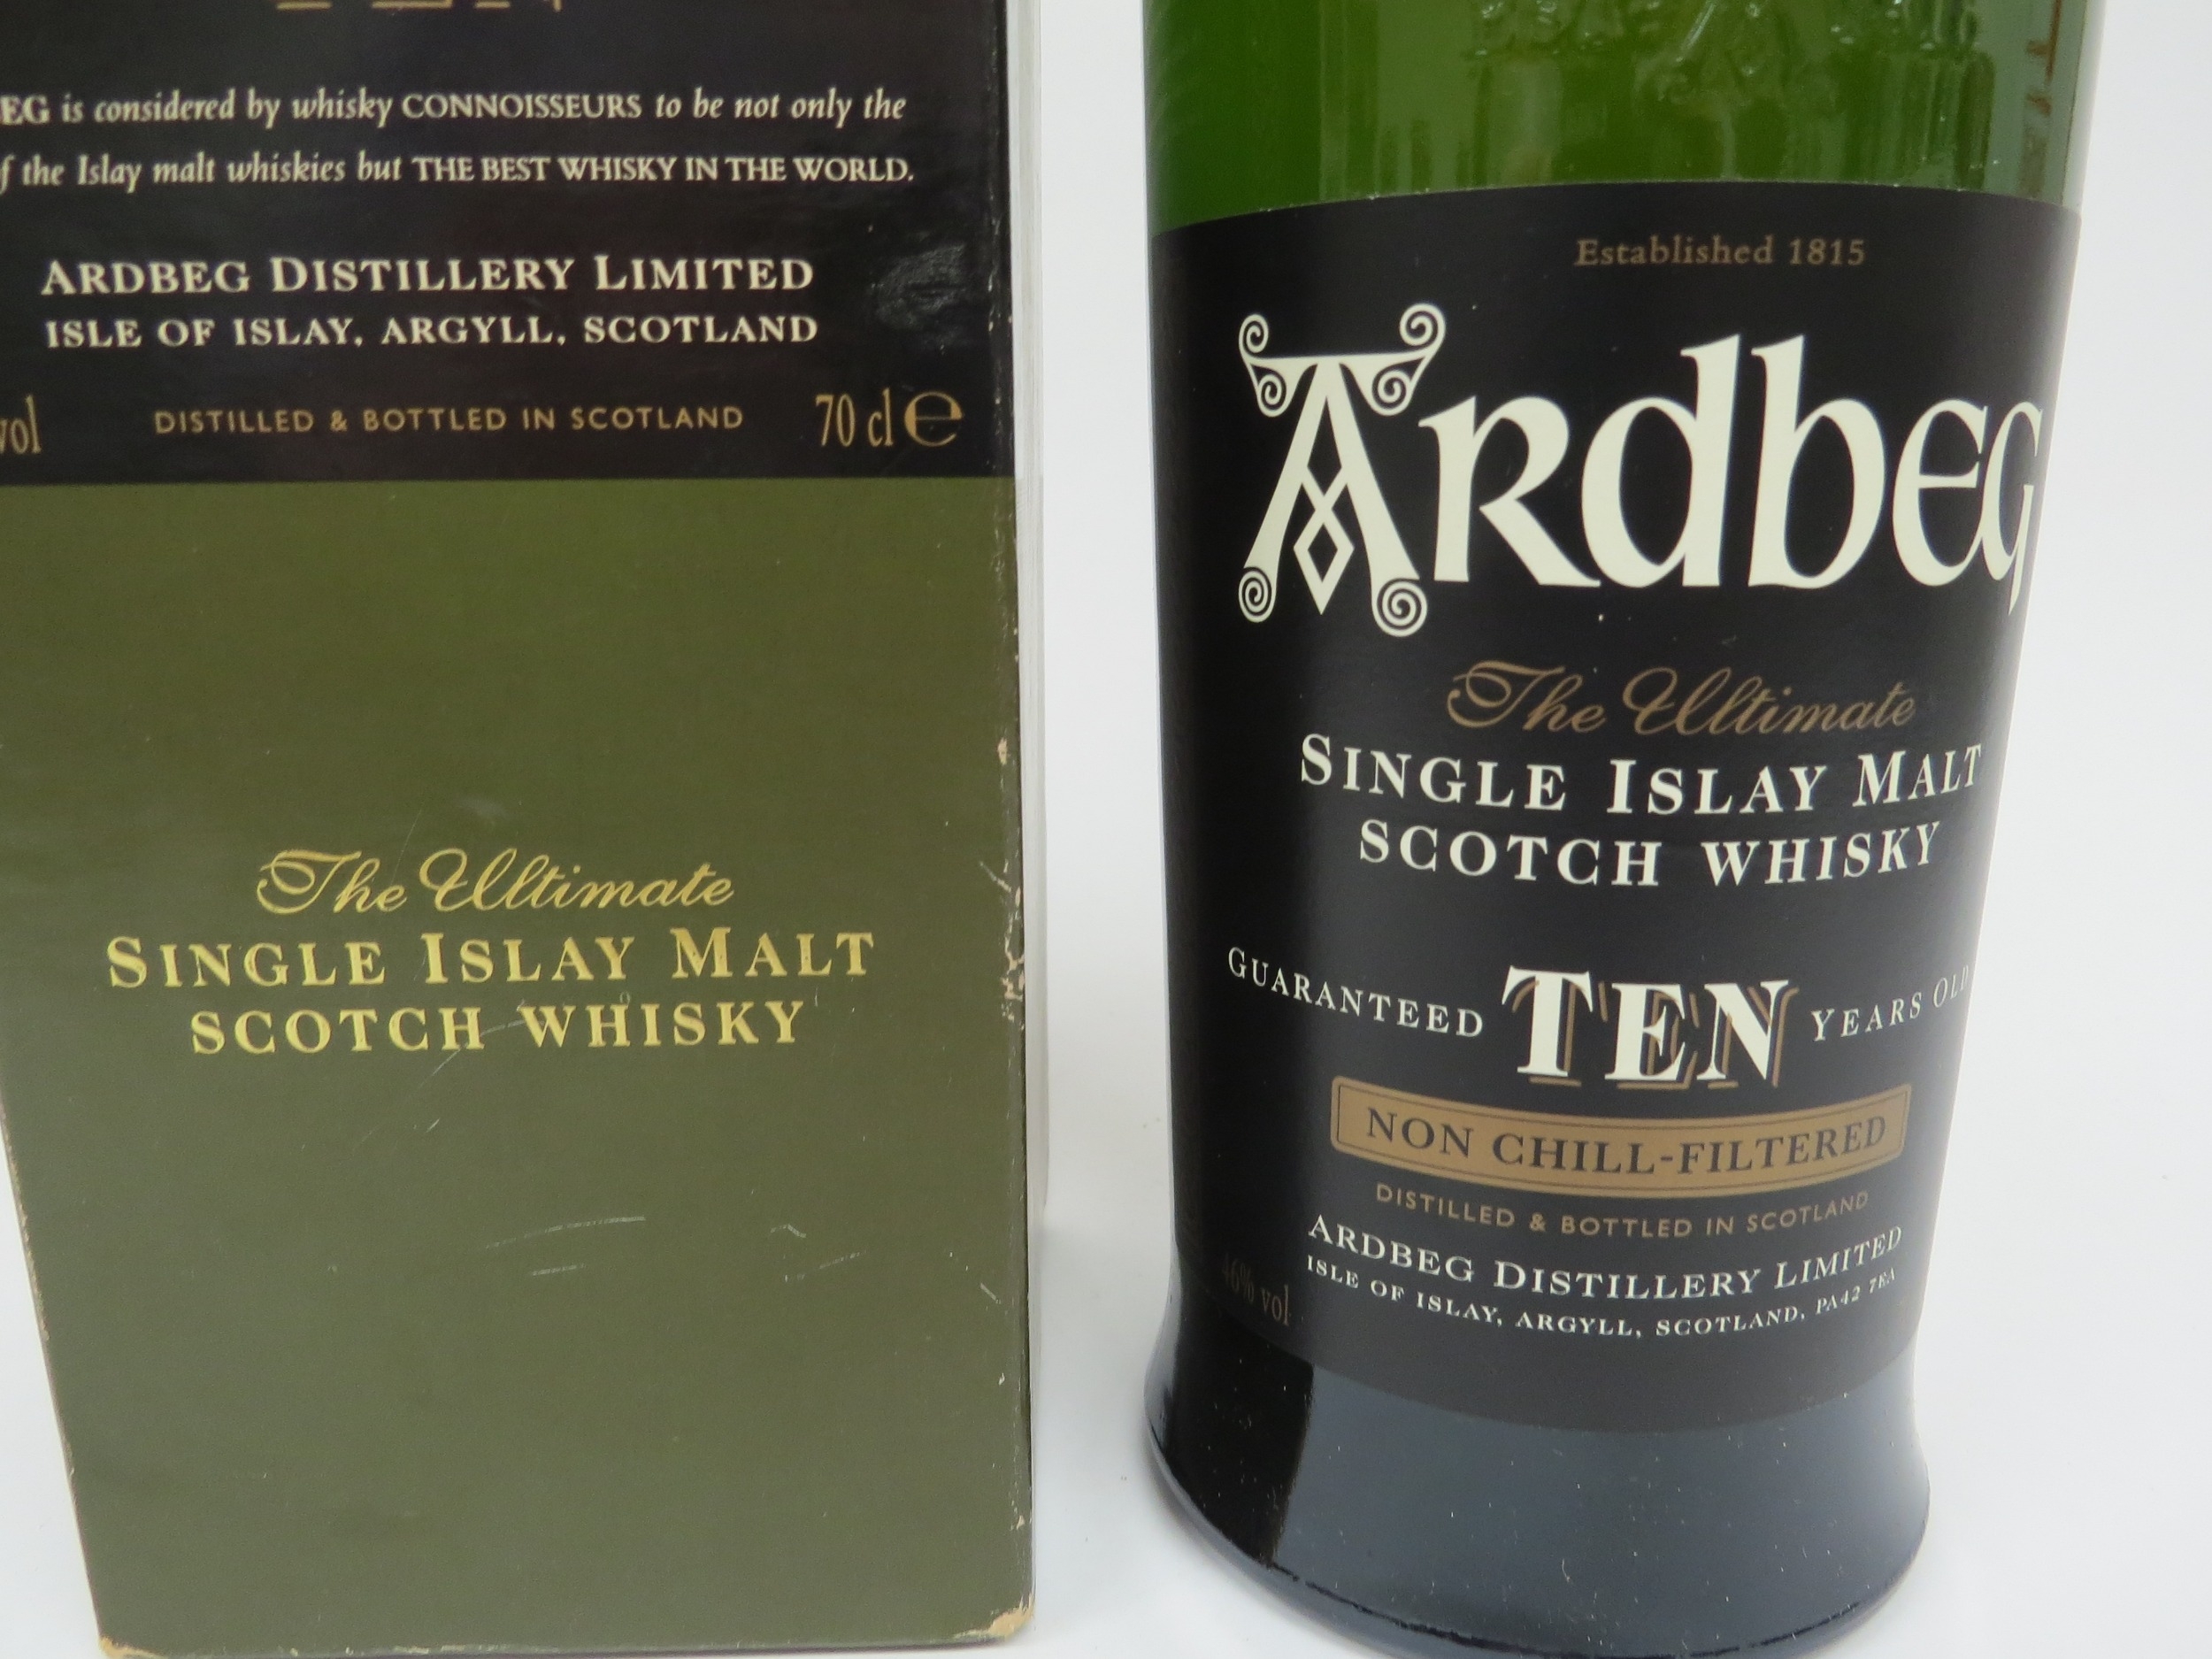 EG is considered by whisky CONNOISSEURS to be not only the
f the Islay malt whiskies but THE BEST WHISKY IN THE WORLD.
ARDBEG DISTILLERY LIMITED
ISLE OF ISLAY, ARGYLL, SCOTLAND
vol DISTILLED & BOTTLED IN SCOTLAND 70 cl ℮
The Ultimate
SINGLE ISLAY MALT
SCOTCH WHISKY
Established 1815
Ardbeg
The Ultimate
SINGLE ISLAY MALT
SCOTCH WHISKY
GUARANTEED TEN YEARS OLD
NON CHILL-FILTERED
DISTILLED & BOTTLED IN SCOTLAND
ARDBEG DISTILLERY LIMITED
ISLE OF ISLAY, ARGYLL, SCOTLAND, PA42 7EA
46% vol